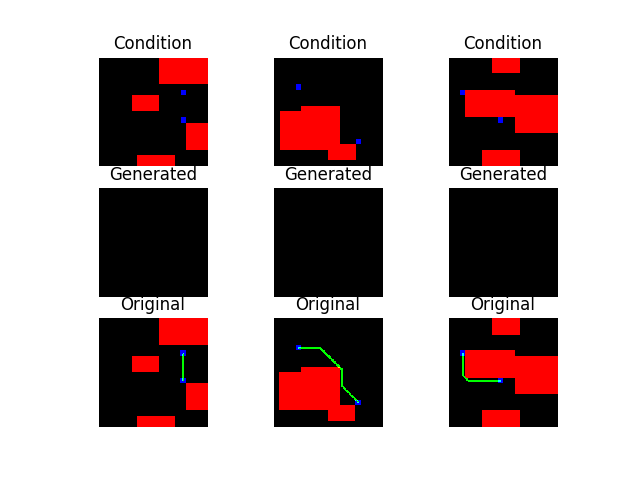 Condition Condition Condition
Generated Generated Generated
Original Original Original